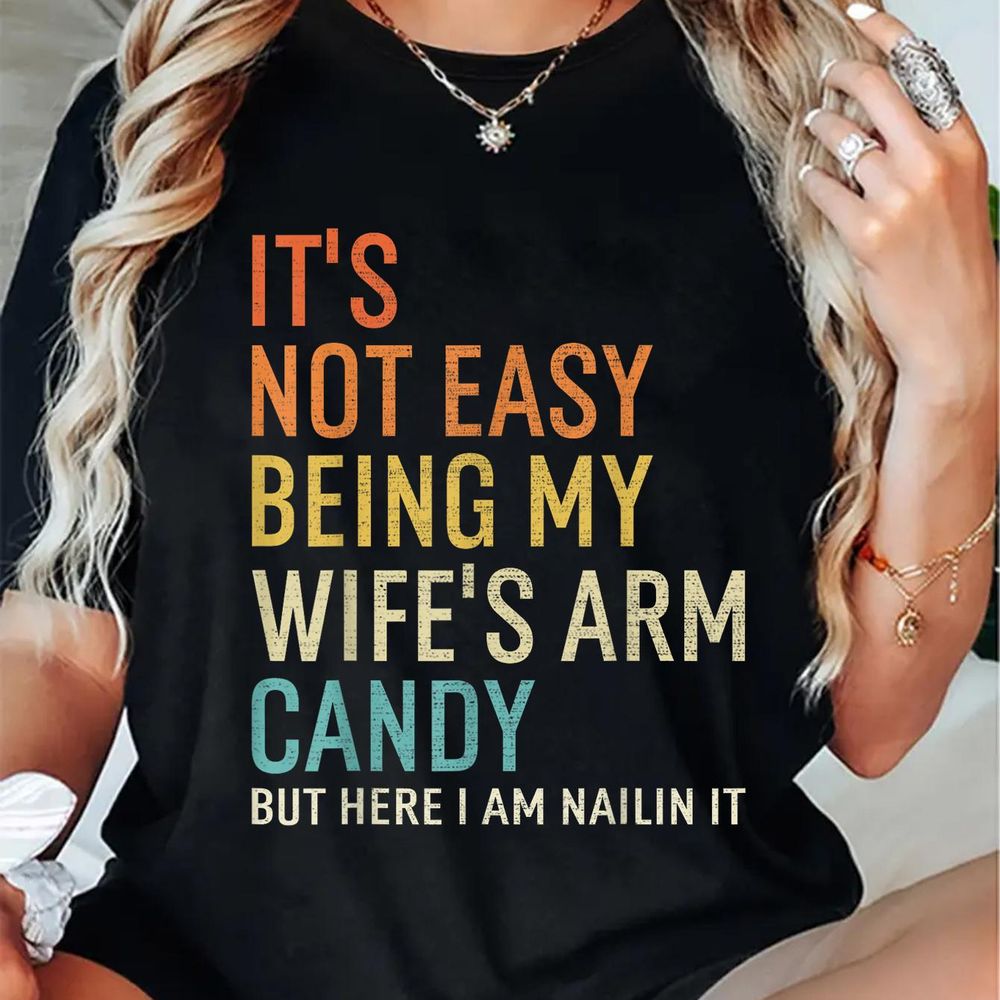 IT'S
NOT EASY
BEING MY
WIFE'S ARM
CANDY
BUT HERE I AM NAILIN IT